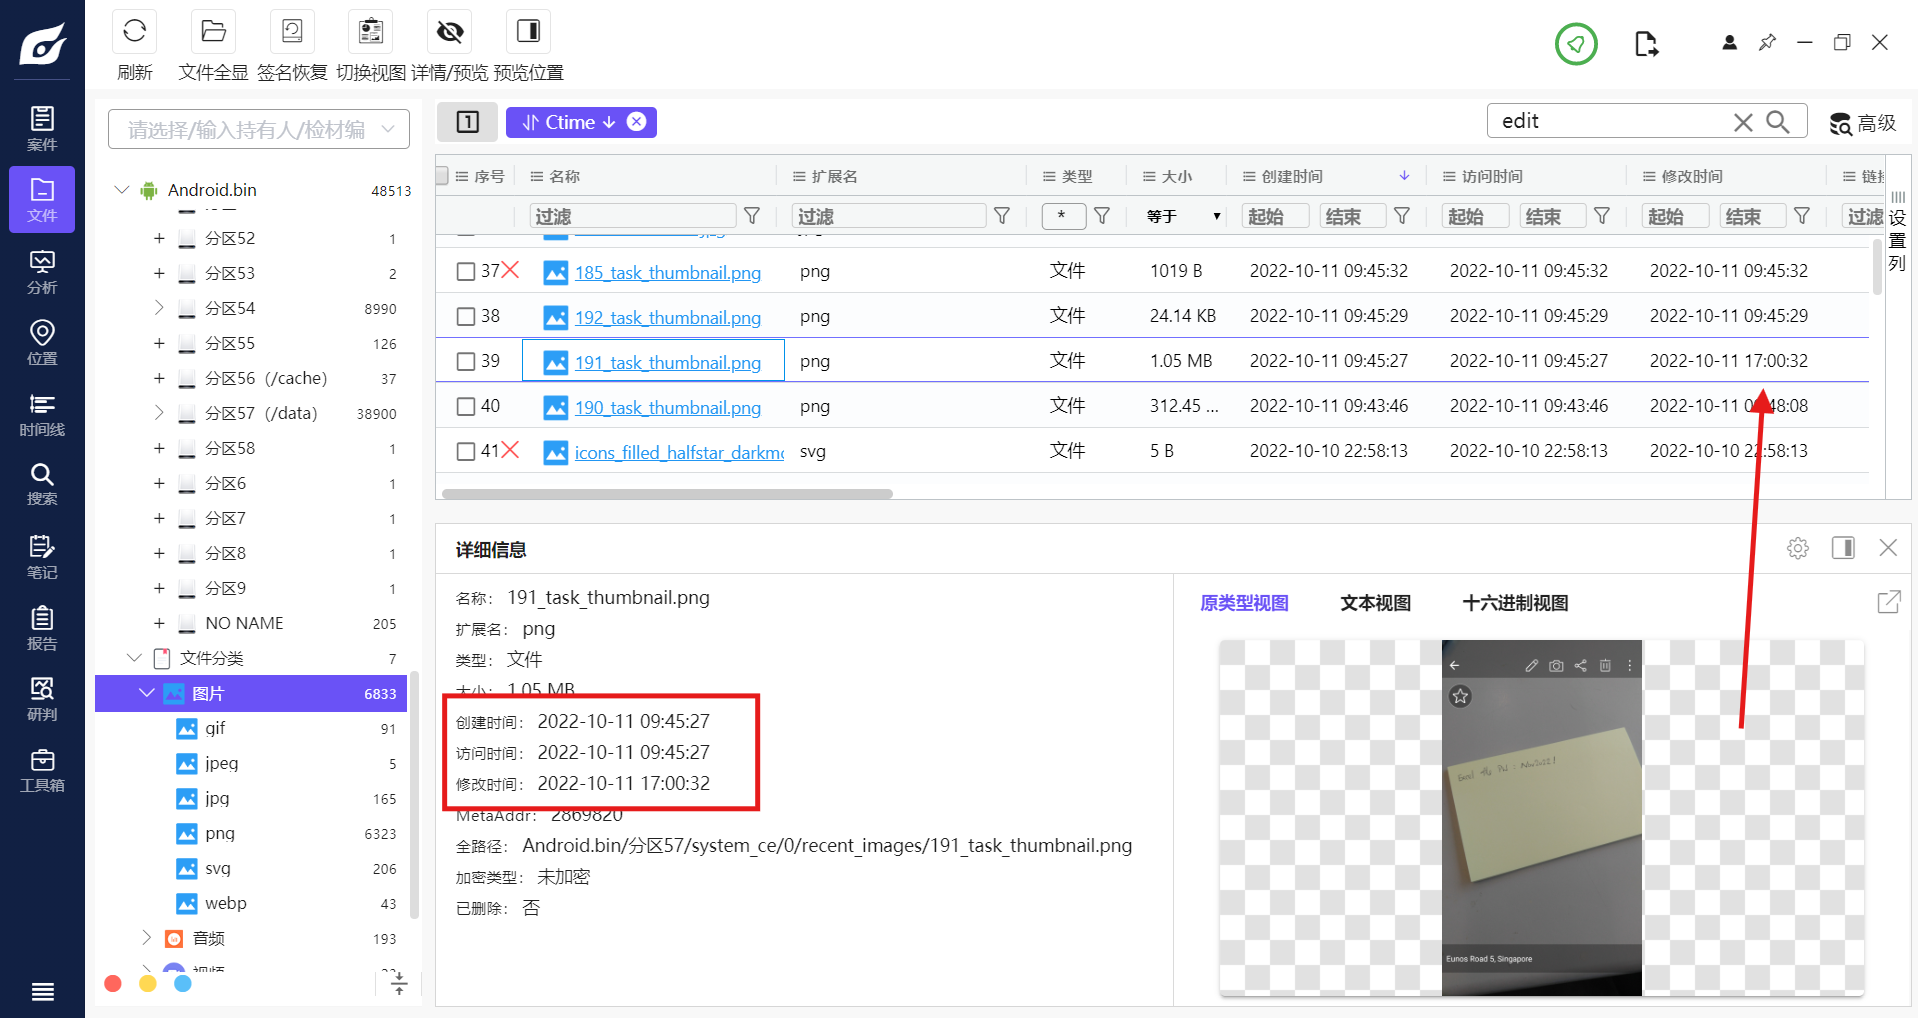 刷新
文件全显
签名恢复
切换视图
详情/预览
预览位置
案件
文件
分析
位置
时间线
搜索
笔记
报告
研判
工具箱
请选择/输入持有人/检材编
Android.bin 48513
分区52 1
分区53 2
分区54 8990
分区55 126
分区56 (/cache) 37
分区57 (/data) 38900
分区58 1
分区6 1
分区7 1
分区8 1
分区9 1
NO NAME 205
文件分类 7
图片 6833
gif 91
jpeg 5
jpg 165
png 6323
svg 206
webp 43
音频 193
1 Ctime
edit
高级
序号 名称 扩展名 类型 大小 创建时间 访问时间 修改时间 链接
过滤 过滤 * 等于 起始 结束 起始 结束 起始 结束 过滤
设置列
37 185_task_thumbnail.png png 文件 1019 B 2022-10-11 09:45:32 2022-10-11 09:45:32 2022-10-11 09:45:32
38 192_task_thumbnail.png png 文件 24.14 KB 2022-10-11 09:45:29 2022-10-11 09:45:29 2022-10-11 09:45:29
39 191_task_thumbnail.png png 文件 1.05 MB 2022-10-11 09:45:27 2022-10-11 09:45:27 2022-10-11 17:00:32
40 190_task_thumbnail.png png 文件 312.45 ... 2022-10-11 09:43:46 2022-10-11 09:43:46 2022-10-11 09:48:08
41 icons_filled_halfstar_darkmo svg 文件 5 B 2022-10-10 22:58:13 2022-10-10 22:58:13 2022-10-10 22:58:13
详细信息
名称: 191_task_thumbnail.png
扩展名: png
类型: 文件
大小: 1.05 MB
创建时间: 2022-10-11 09:45:27
访问时间: 2022-10-11 09:45:27
修改时间: 2022-10-11 17:00:32
MetaAddr: 2869820
全路径: Android.bin/分区57/system_ce/0/recent_images/191_task_thumbnail.png
加密类型: 未加密
已删除: 否
原类型视图
文本视图
十六进制视图
Eunos Road 5, Singapore